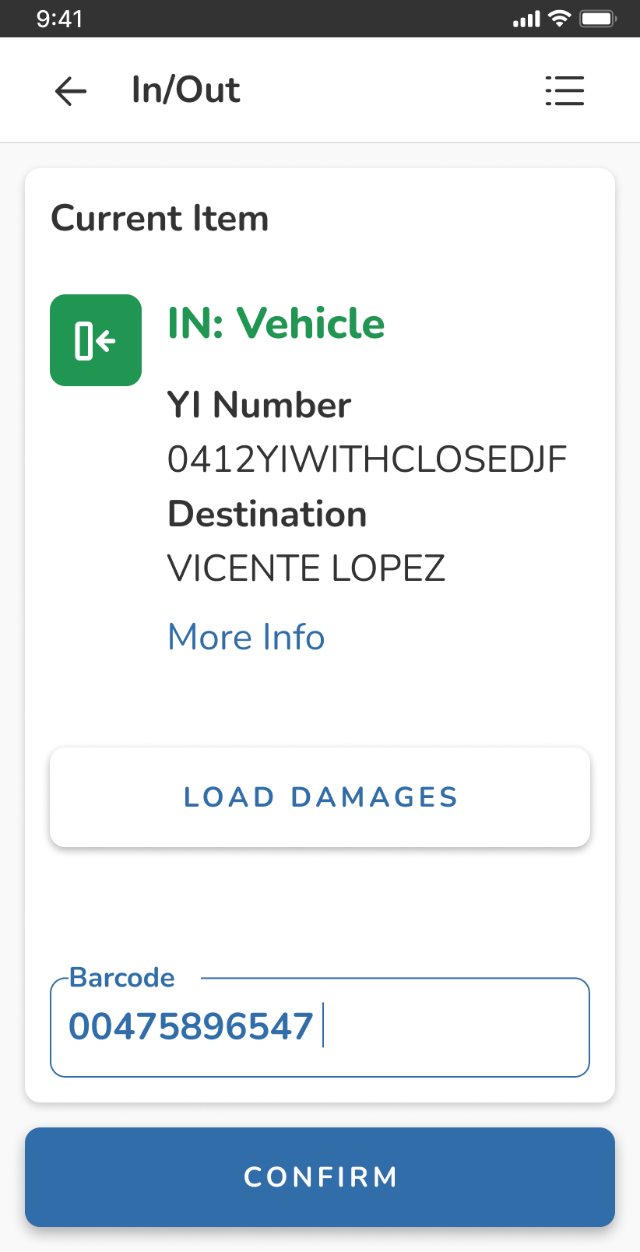 9:41
In/Out
Current Item
IN: Vehicle
YI Number
0412YIWITHCLOSEDJF
Destination
VICENTE LOPEZ
More Info
LOAD DAMAGES
Barcode
00475896547
CONFIRM